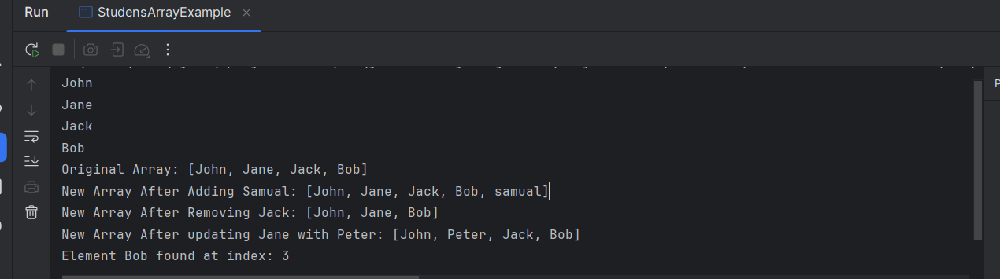 Run StudensArrayExample
John
Jane
Jack
Bob
Original Array: [John, Jane, Jack, Bob]
New Array After Adding Samual: [John, Jane, Jack, Bob, samual]
New Array After Removing Jack: [John, Jane, Bob]
New Array After updating Jane with Peter: [John, Peter, Jack, Bob]
Element Bob found at index: 3